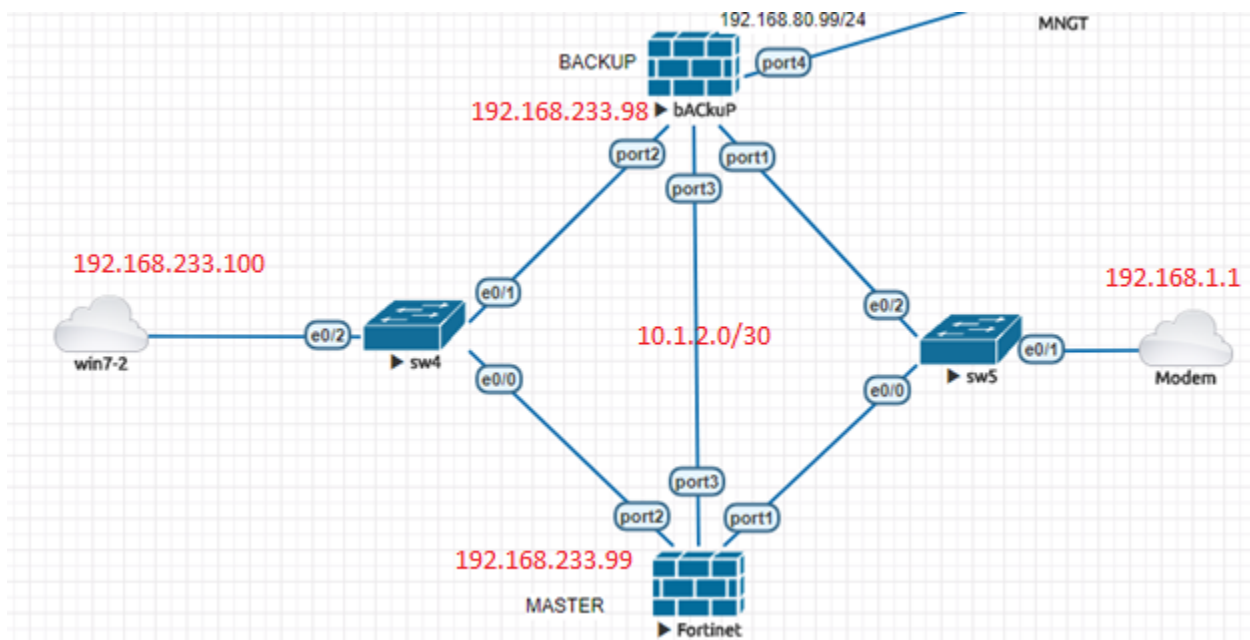 192.168.80.99/24
MNGT
BACKUP
port4
192.168.233.98
bACkuP
port2
port1
port3
192.168.233.100
192.168.1.1
e0/1
e0/2
10.1.2.0/30
e0/2
e0/1
win7-2
sw4
sw5
Modem
e0/0
e0/0
port3
port2
port1
192.168.233.99
MASTER
Fortinet